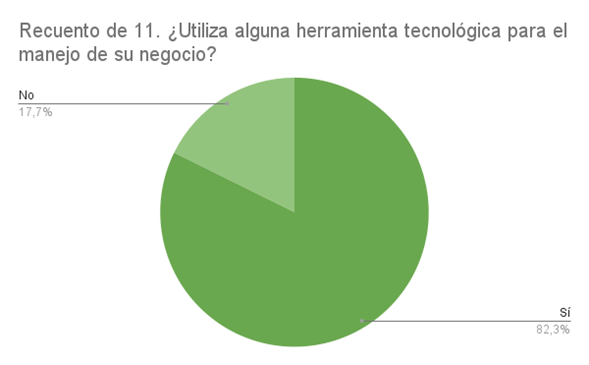 Recuento de 11. ¿Utiliza alguna herramienta tecnológica para el
manejo de su negocio?
No
17,7%
Sí
82,3%